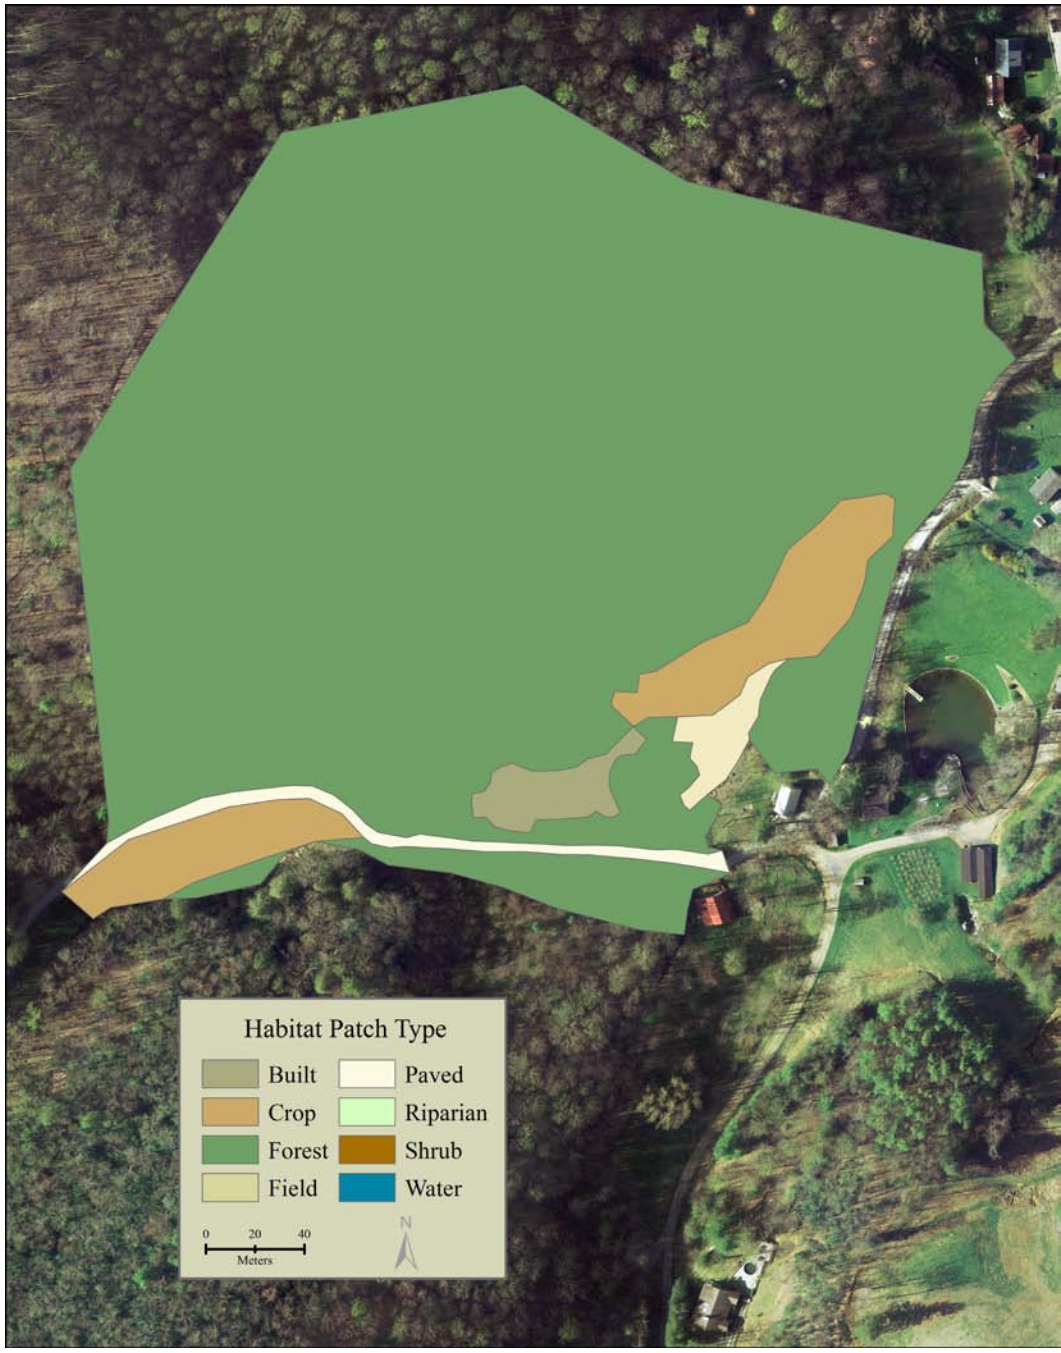 Habitat Patch Type
Built Paved
Crop Riparian
Forest Shrub
Field Water
0 20 40
Meters
N